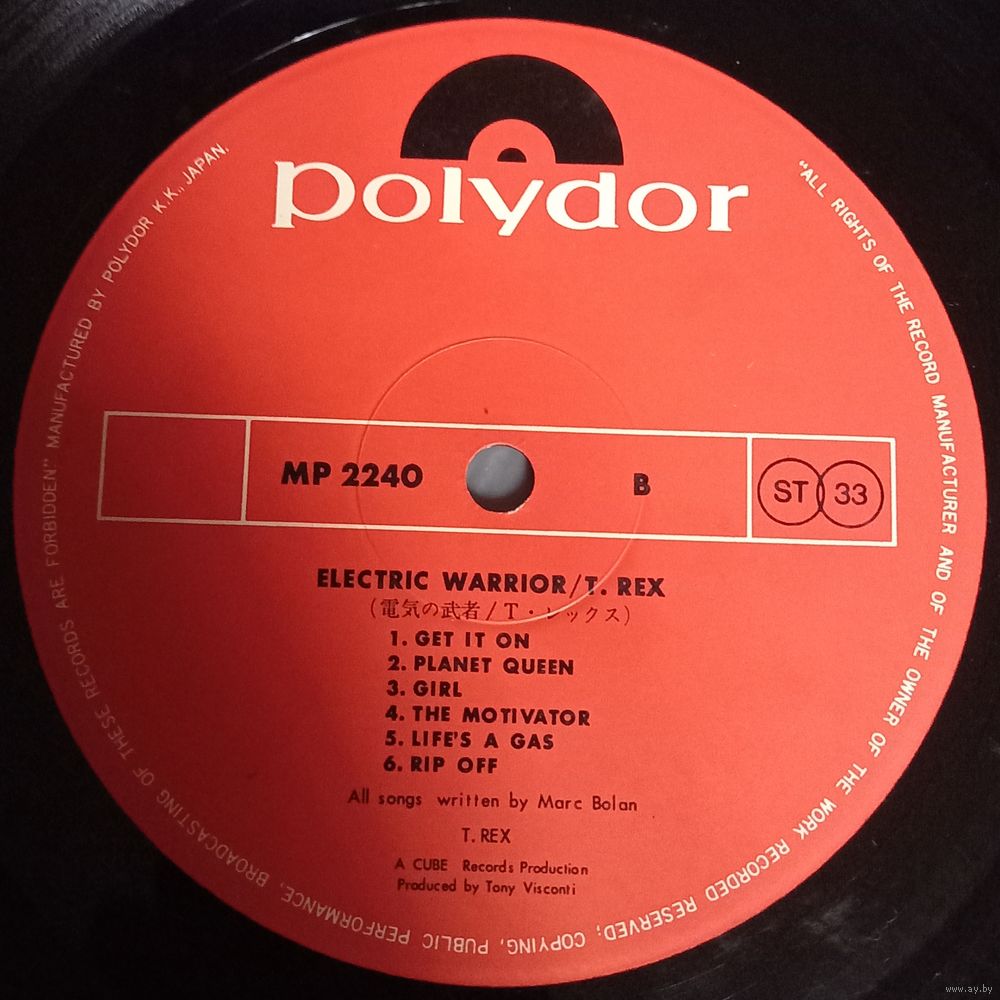 polydor
"ALL RIGHTS OF THE RECORD MANUFACTURER AND OF THE OWNER OF THE WORK RECORDED RESERVED; COPYING, PUBLIC PERFORMANCE, BROADCASTING OF THESE RECORDS ARE FORBIDDEN" MANUFACTURED BY POLYDOR K.K., JAPAN.
MP 2240 B ST 33
ELECTRIC WARRIOR/T. REX
(電気の武者/T・レックス)
1. GET IT ON
2. PLANET QUEEN
3. GIRL
4. THE MOTIVATOR
5. LIFE'S A GAS
6. RIP OFF
All songs written by Marc Bolan
T. REX
A CUBE Records Production
Produced by Tony Visconti
www.ay.by